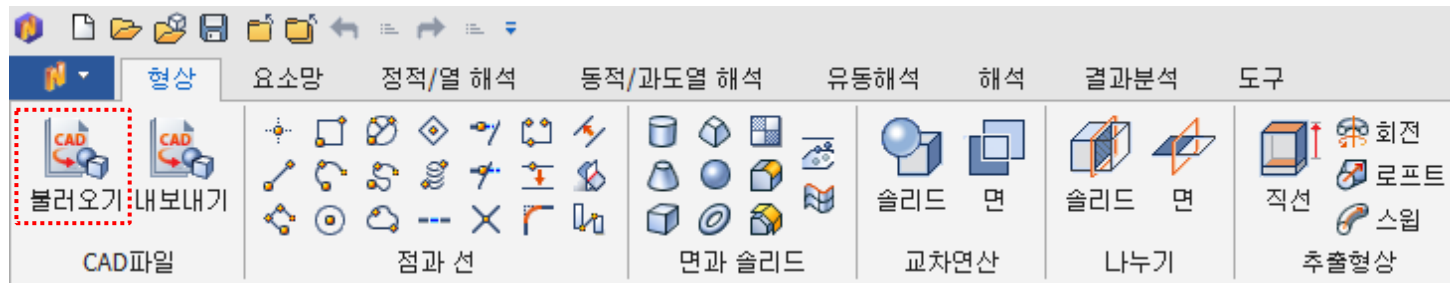 형상 요소망 정적/열 해석 동적/과도열 해석 유동해석 해석 결과분석 도구
CAD CAD
회전
로프트
불러오기 내보내기 솔리드 면 솔리드 면 직선
스윕
CAD파일 점과 선 면과 솔리드 교차연산 나누기 추출형상